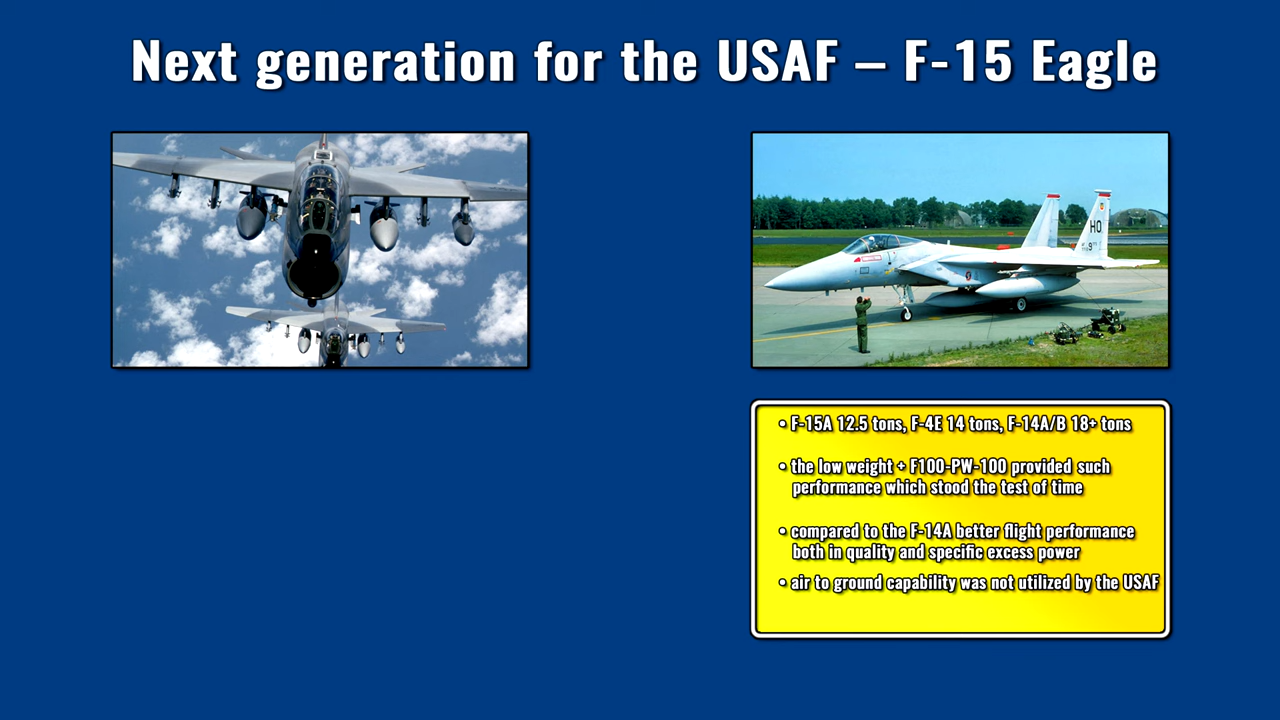 Next generation for the USAF – F-15 Eagle
HO
• F-15A 12.5 tons, F-4E 14 tons, F-14A/B 18+ tons
• the low weight + F100-PW-100 provided such
performance which stood the test of time
• compared to the F-14A better flight performance
both in quality and specific excess power
• air to ground capability was not utilized by the USAF